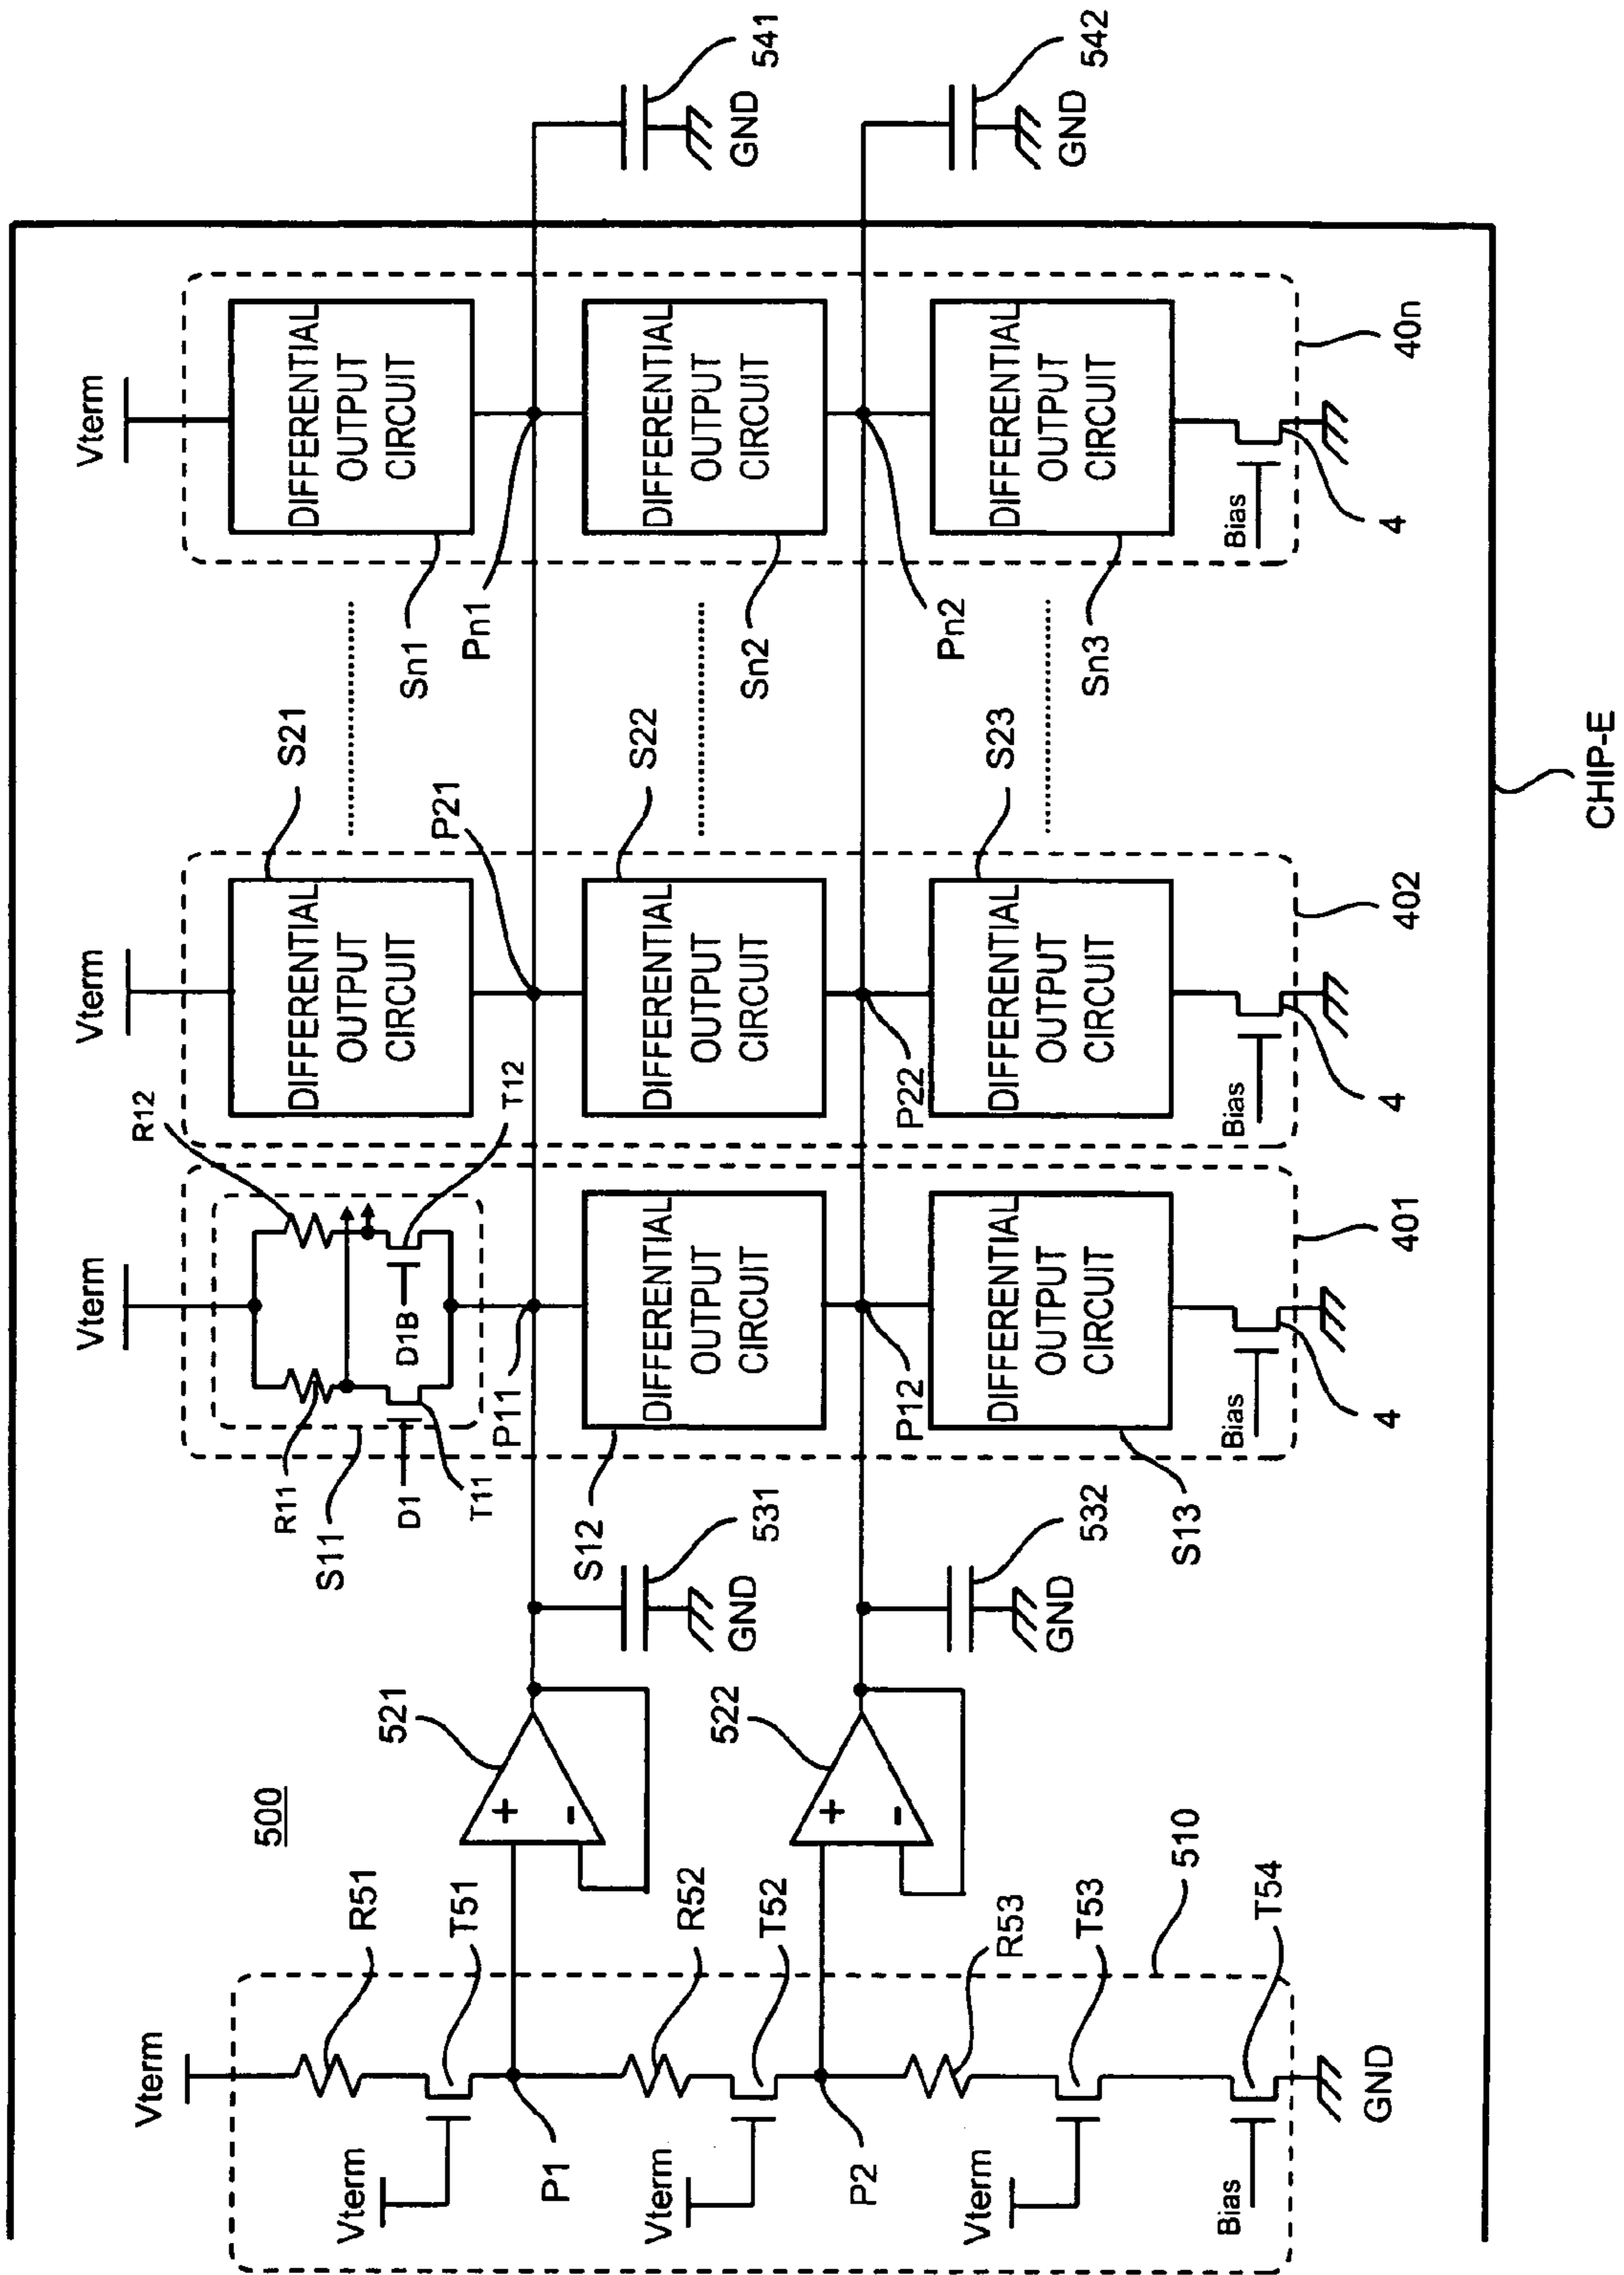 500
Vterm
R51
Vterm
T51
P1
R52
Vterm
T52
P2
R53
Vterm
T53
510
Bias
T54
GND
521
+
-
522
+
-
531
GND
532
GND
Vterm
R11
R12
S11
D1
D1B
T11
T12
P11
S12
DIFFERENTIAL
OUTPUT
CIRCUIT
P12
S13
DIFFERENTIAL
OUTPUT
CIRCUIT
Bias
4
401
Vterm
S21
DIFFERENTIAL
OUTPUT
CIRCUIT
P21
S22
DIFFERENTIAL
OUTPUT
CIRCUIT
P22
S23
DIFFERENTIAL
OUTPUT
CIRCUIT
Bias
4
402
Vterm
Sn1
DIFFERENTIAL
OUTPUT
CIRCUIT
Pn1
Sn2
DIFFERENTIAL
OUTPUT
CIRCUIT
Pn2
Sn3
DIFFERENTIAL
OUTPUT
CIRCUIT
Bias
4
40n
541
GND
542
GND
CHIP-E